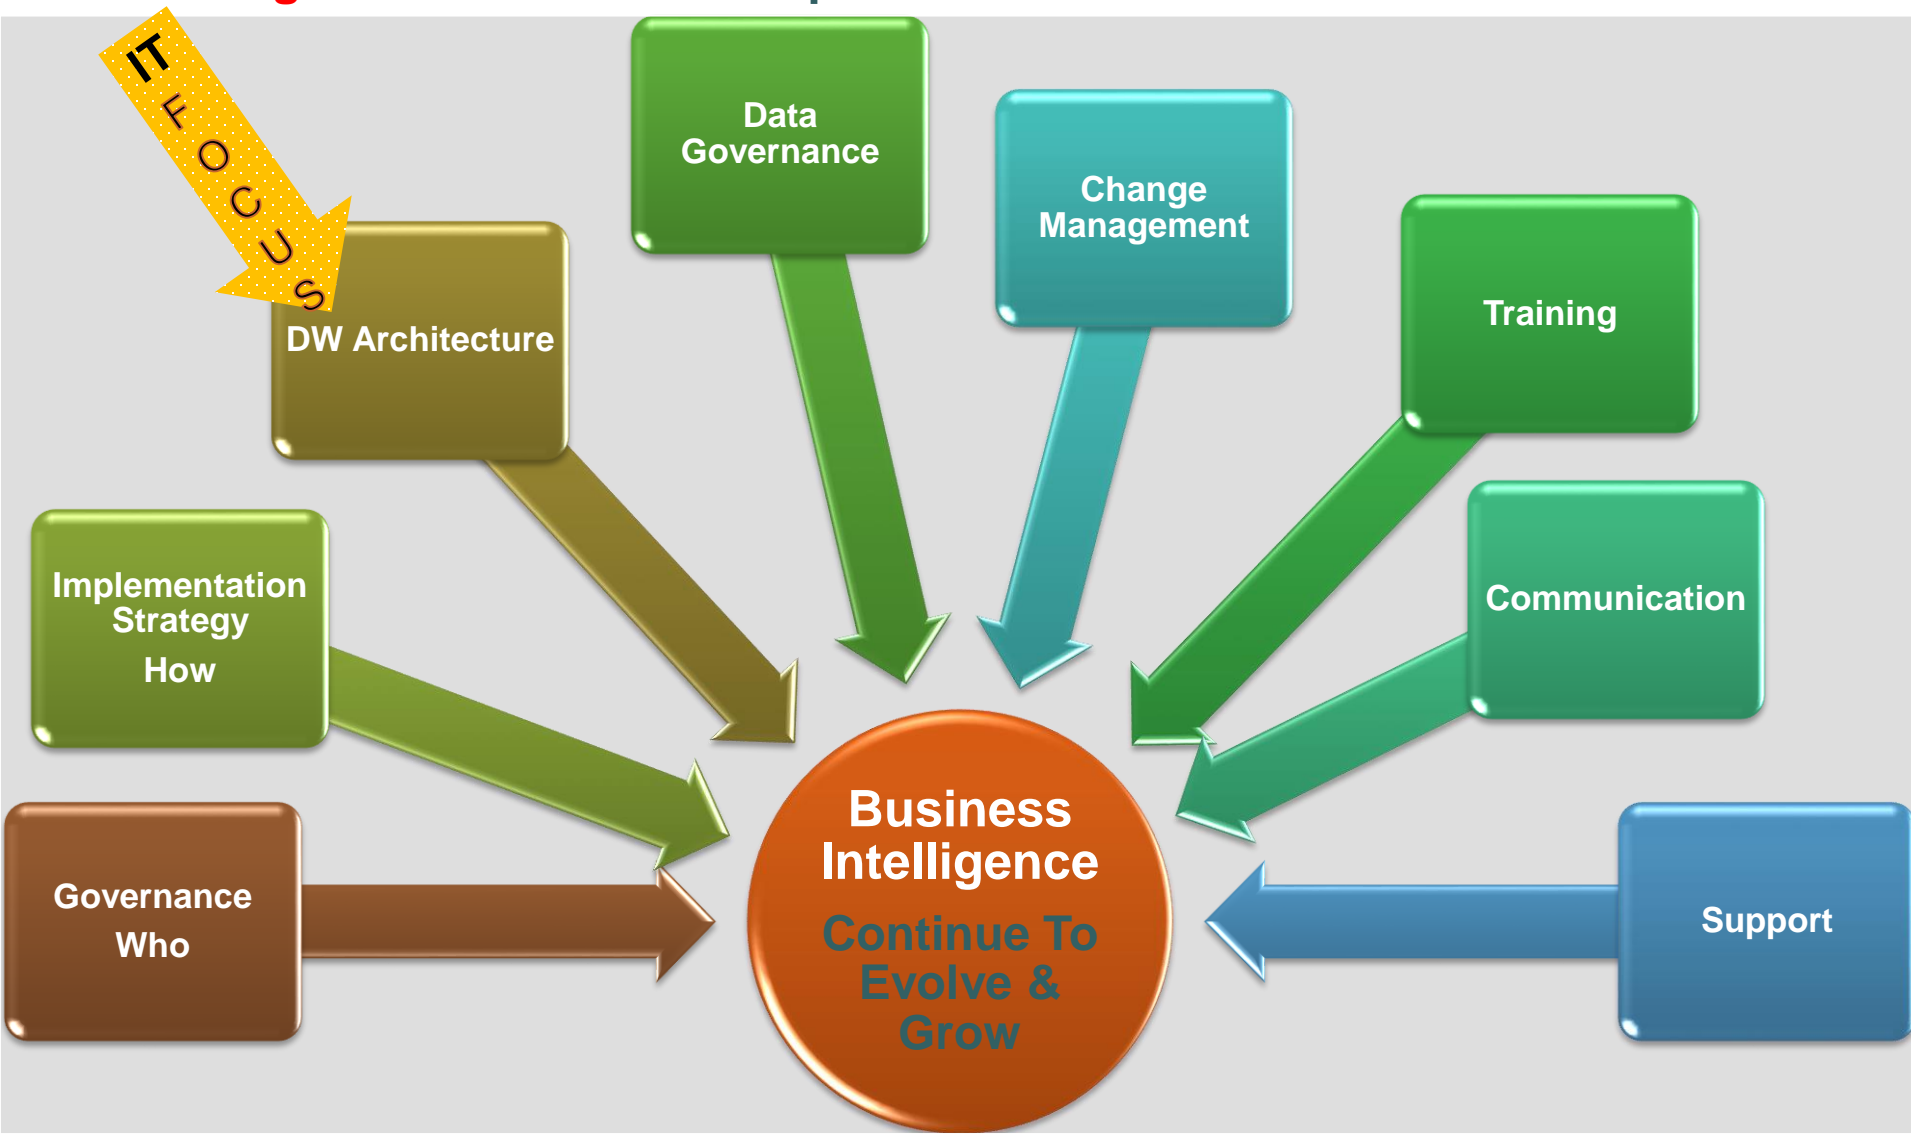 IT
FOCUS
Data
Governance
Change
Management
Training
DW Architecture
Communication
Implementation
Strategy
How
Business
Intelligence
Continue To
Evolve &
Grow
Governance
Who
Support